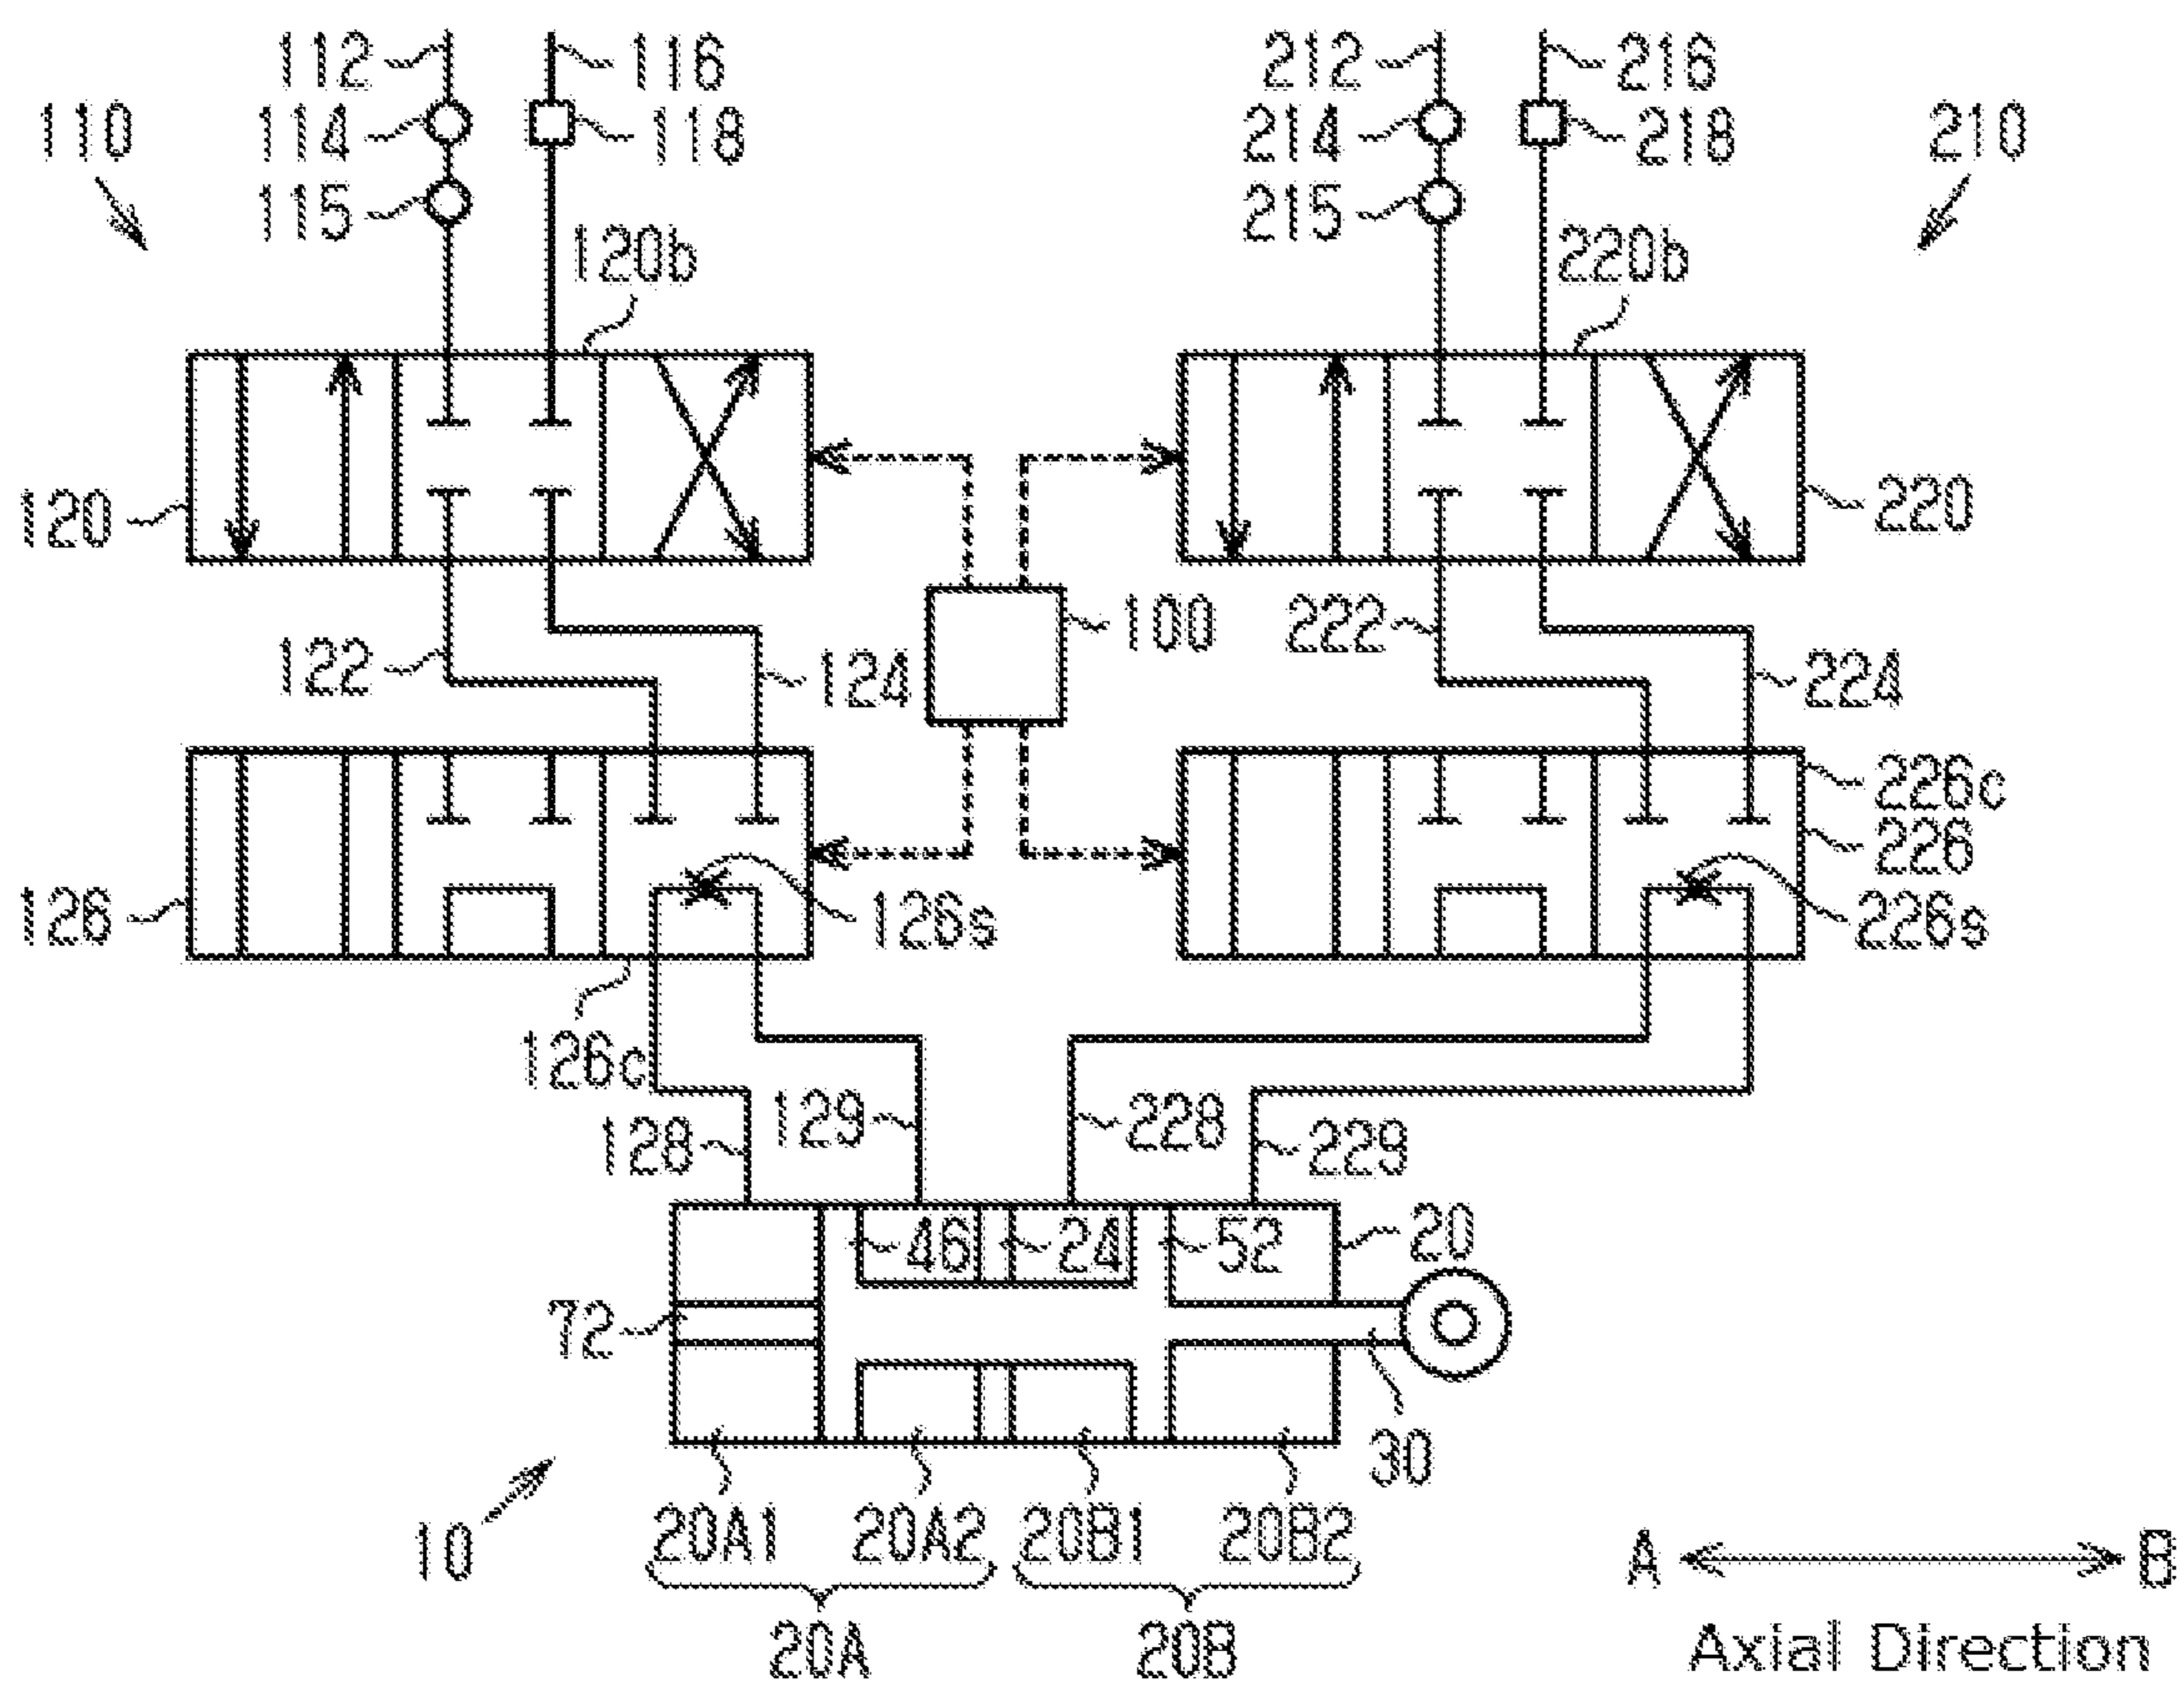 112 116 212 216
110 114 118 214 218 210
115 215
120b 220b
120 220
100 222
122 124 224
226c
226
126 126s 226s
126c
129 228
128 229
46 24 52 20
72
30
20A1 20A2 20B1 20B2
10 A B
20A 20B
Axial Direction